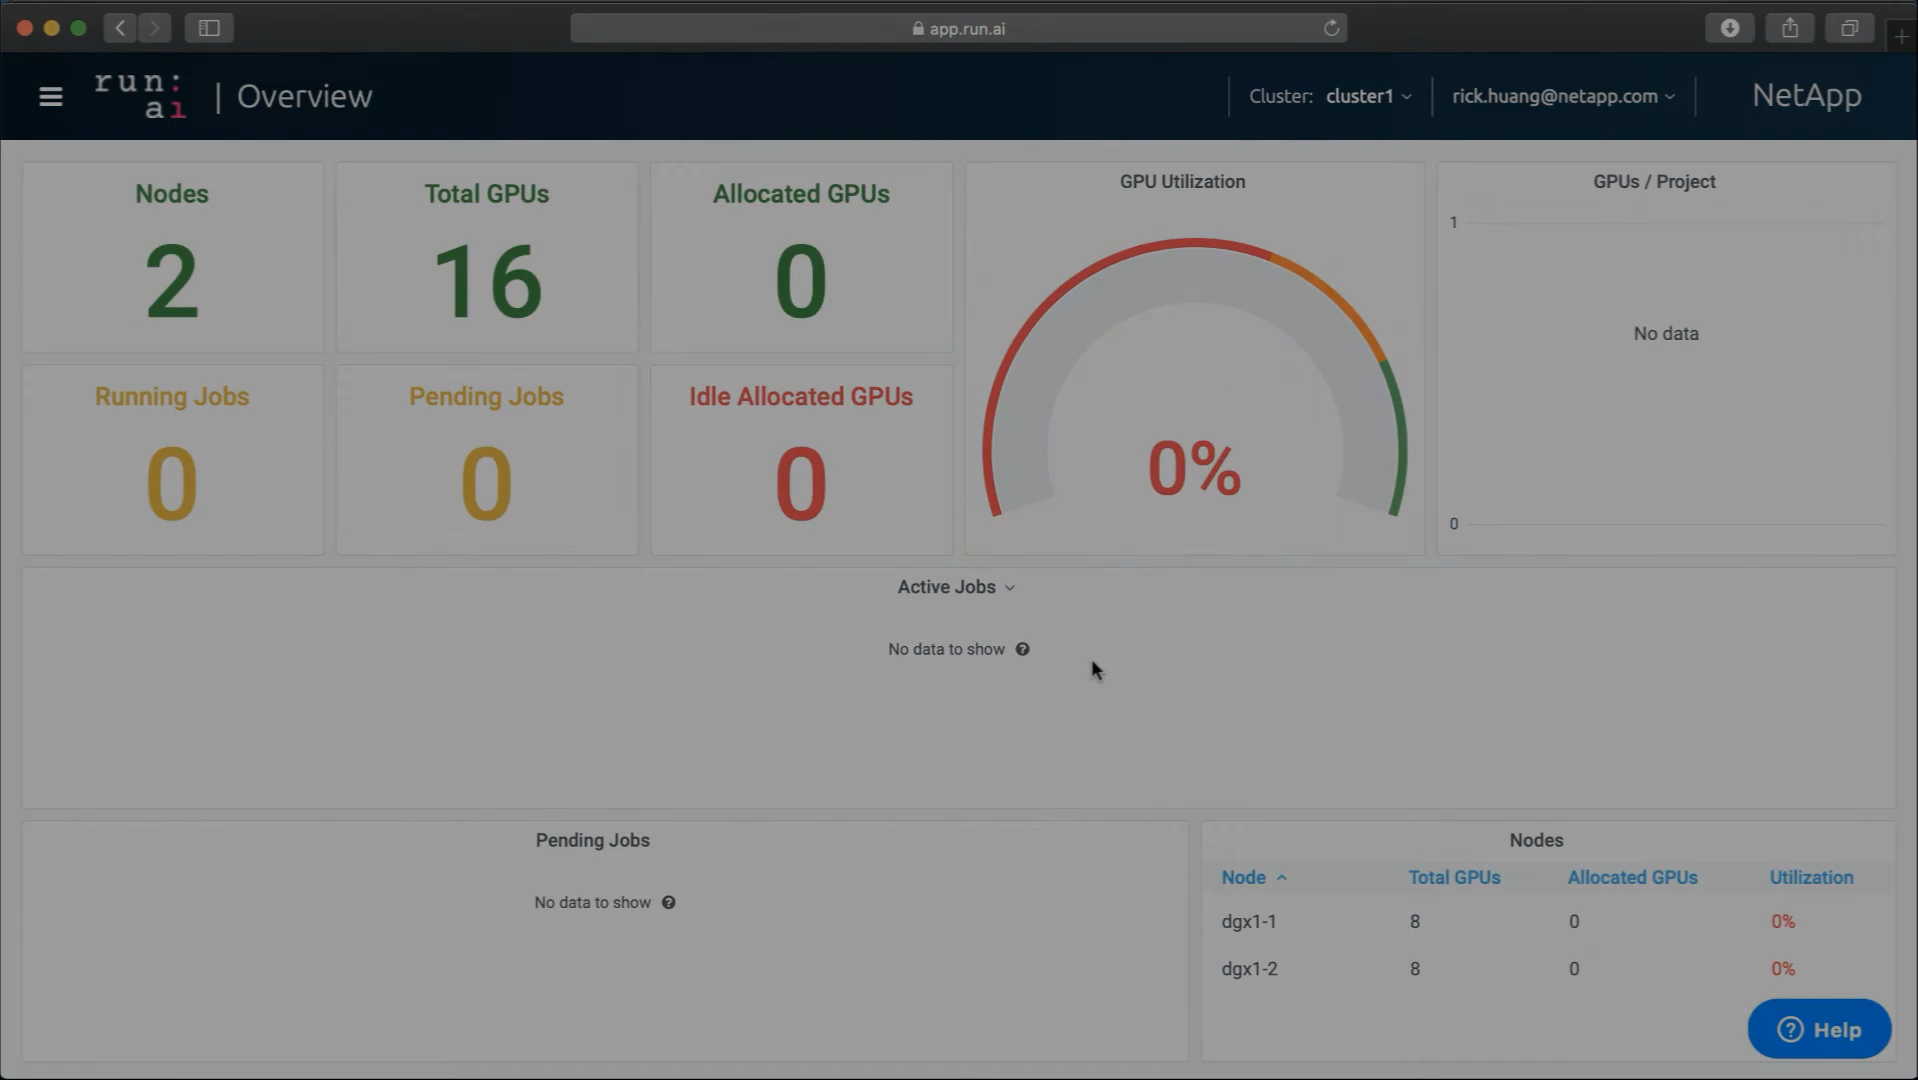 app.run.ai
run:
ai
| Overview
Cluster: cluster1
rick.huang@netapp.com
NetApp
Nodes
2
Total GPUs
16
Allocated GPUs
0
GPU Utilization
0%
GPUs / Project
1
No data
0
Running Jobs
0
Pending Jobs
0
Idle Allocated GPUs
0
Active Jobs
No data to show
Pending Jobs
No data to show
Nodes
Node Total GPUs Allocated GPUs Utilization
dgx1-1 8 0 0%
dgx1-2 8 0 0%
Help